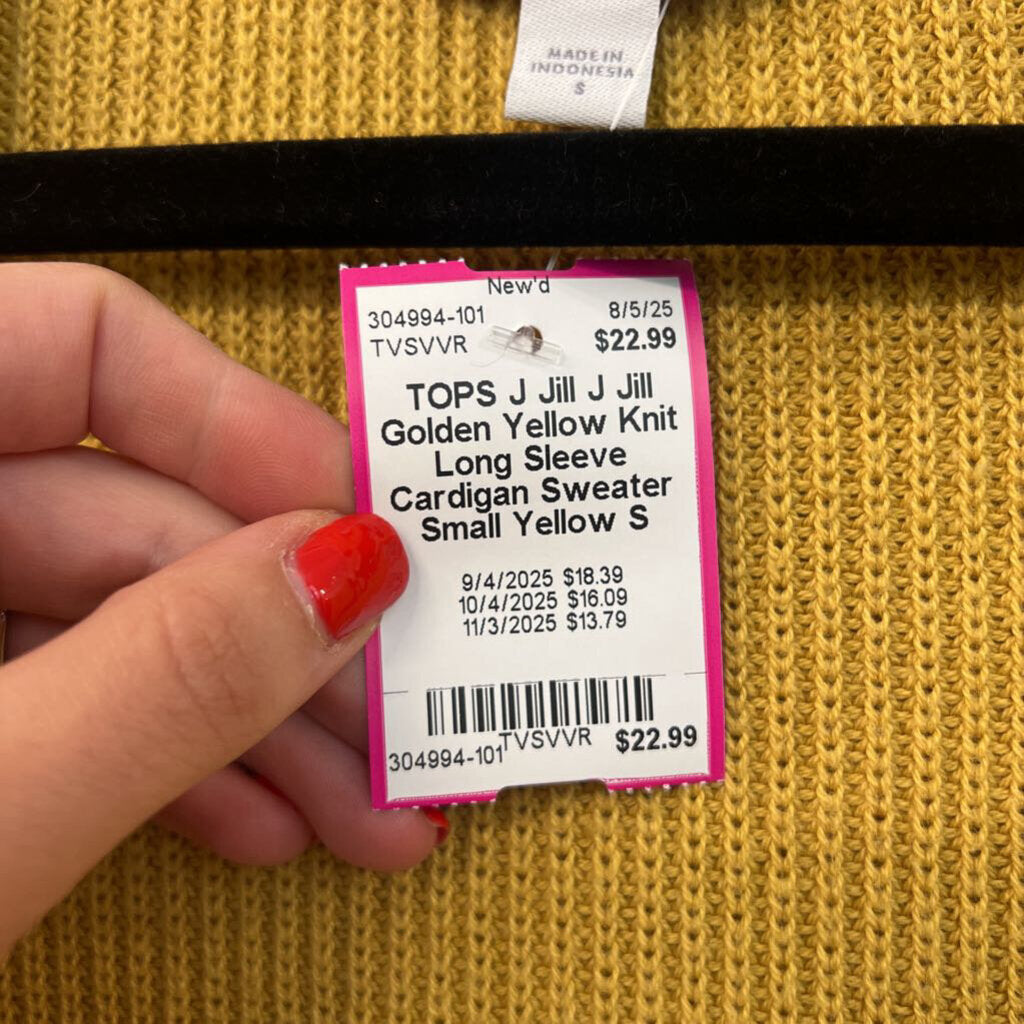 MADE IN
INDONESIA
S
New'd
304994-101 8/5/25
TVSVVR $22.99
TOPS J Jill J Jill
Golden Yellow Knit
Long Sleeve
Cardigan Sweater
Small Yellow S
9/4/2025 $18.39
10/4/2025 $16.09
11/3/2025 $13.79
304994-101 TVSVVR $22.99